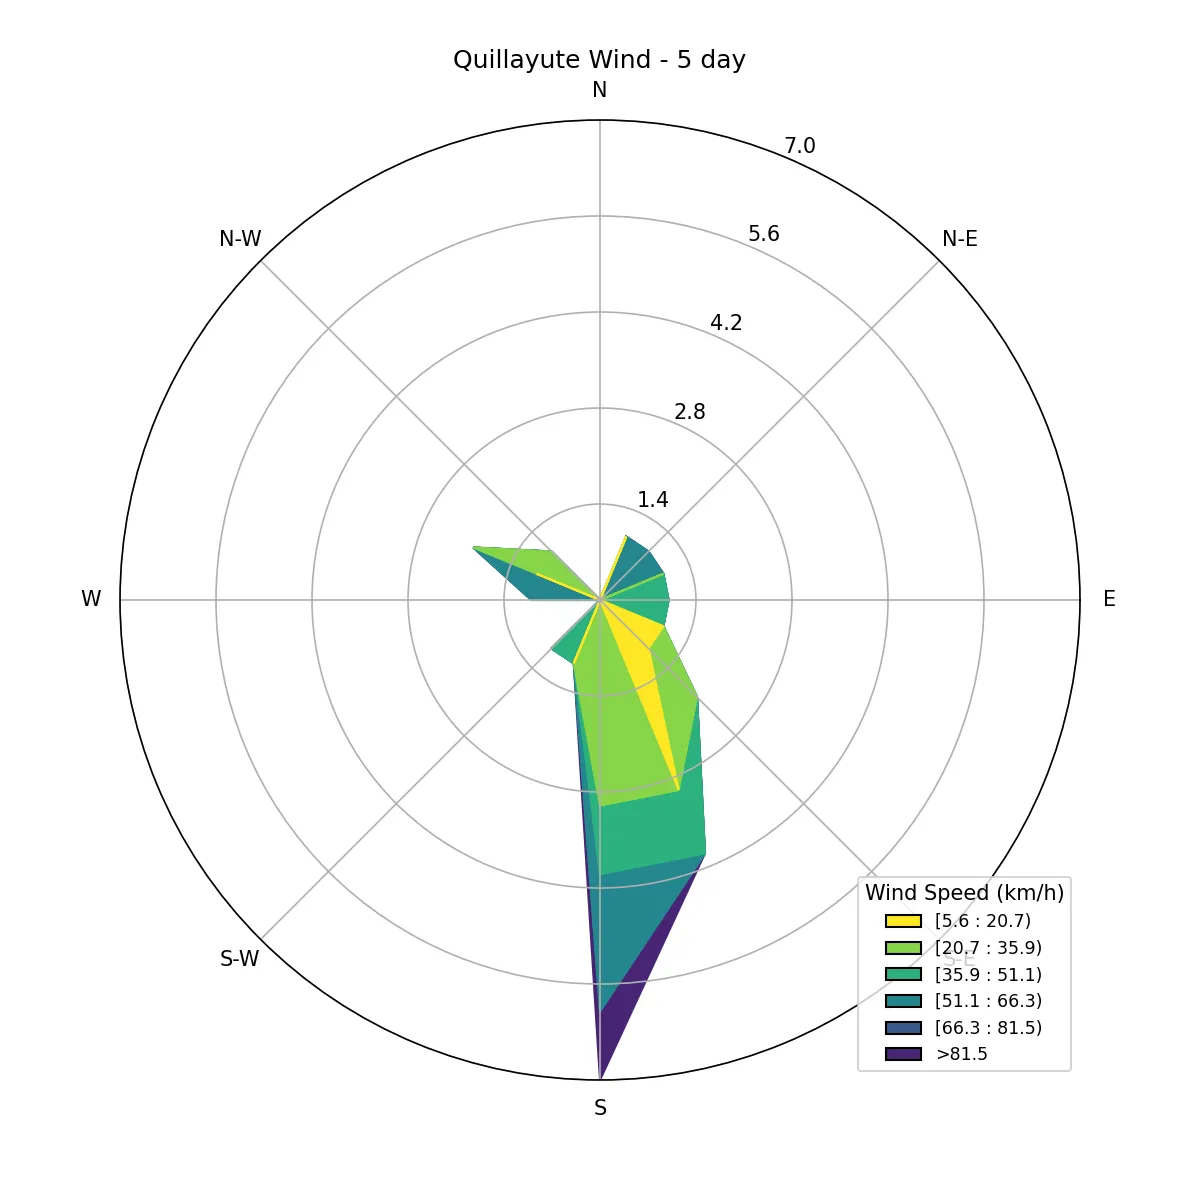 Quillayute Wind - 5 day
N
7.0
N-W
5.6
N-E
4.2
2.8
1.4
W
E
Wind Speed (km/h)
[5.6 : 20.7)
[20.7 : 35.9)
S-W
S-E
[35.9 : 51.1)
[51.1 : 66.3)
[66.3 : 81.5)
>81.5
S